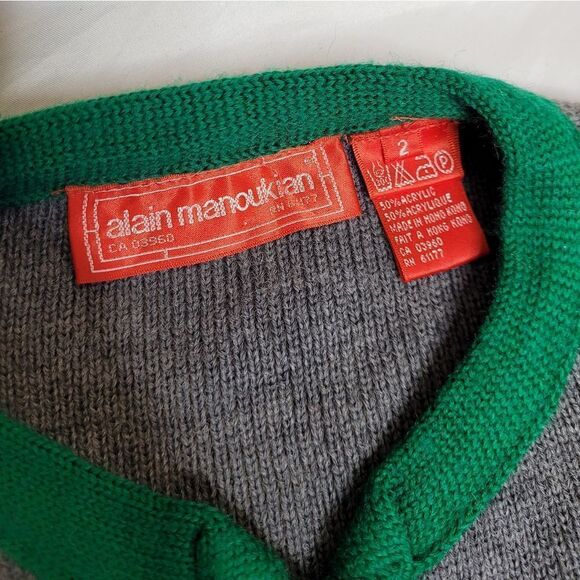 alain manoukian
CA 03960
RN 61177
2
50% ACRYLIC
50% ACRYLIQUE
MADE IN HONG KONG
FAIT A HONG KONG
CA 03960
RN 61177